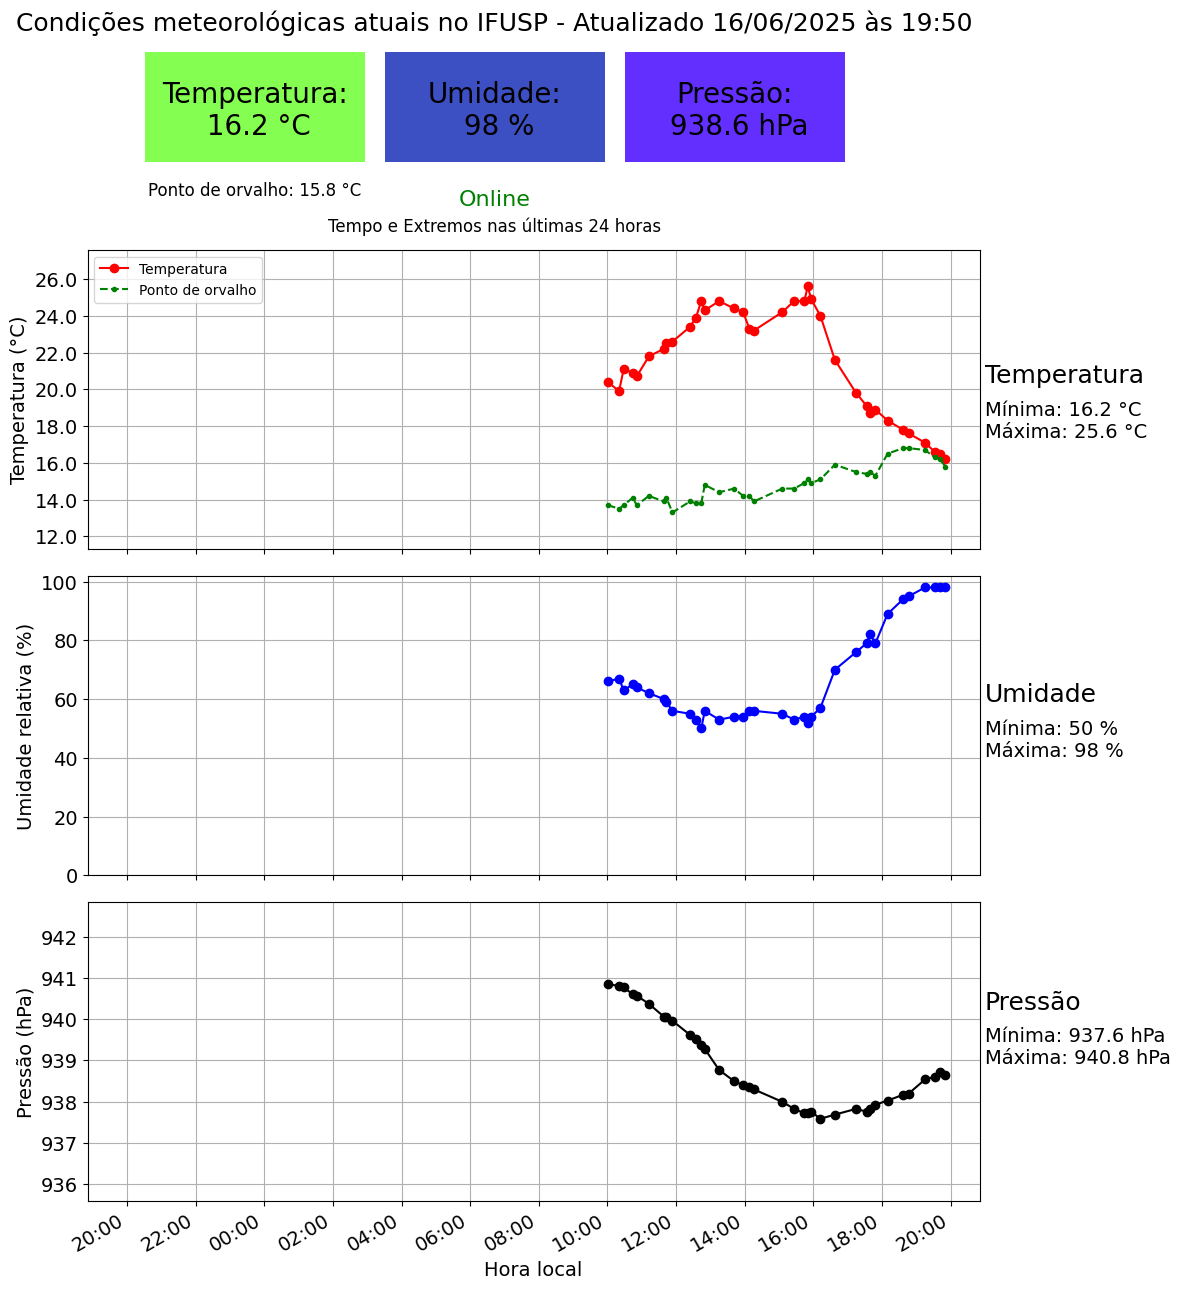 Condições meteorológicas atuais no IFUSP - Atualizado 16/06/2025 às 19:50
Temperatura:
16.2 °C
Umidade:
98 %
Pressão:
938.6 hPa
Ponto de orvalho: 15.8 °C
Online
Tempo e Extremos nas últimas 24 horas
Temperatura
Ponto de orvalho
Temperatura (°C)
26.0
24.0
22.0
20.0
18.0
16.0
14.0
12.0
Temperatura
Mínima: 16.2 °C
Máxima: 25.6 °C
Umidade relativa (%)
100
80
60
40
20
0
Umidade
Mínima: 50 %
Máxima: 98 %
Pressão (hPa)
942
941
940
939
938
937
936
Pressão
Mínima: 937.6 hPa
Máxima: 940.8 hPa
20:00 22:00 00:00 02:00 04:00 06:00 08:00 10:00 12:00 14:00 16:00 18:00 20:00
Hora local